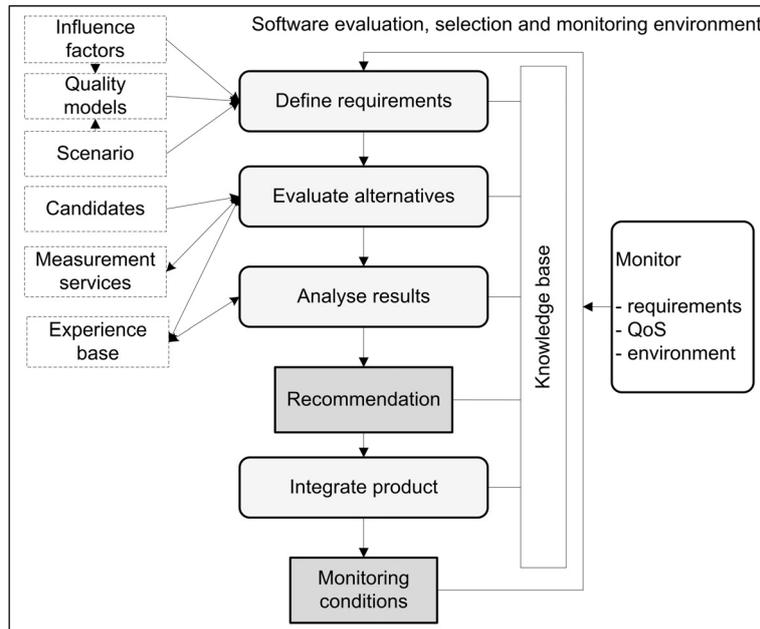 Software evaluation, selection and monitoring environment
Influence
factors
Quality
models
Scenario
Candidates
Measurement
services
Experience
base
Define requirements
Evaluate alternatives
Analyse results
Recommendation
Integrate product
Monitoring
conditions
Knowledge base
Monitor
- requirements
- QoS
- environment